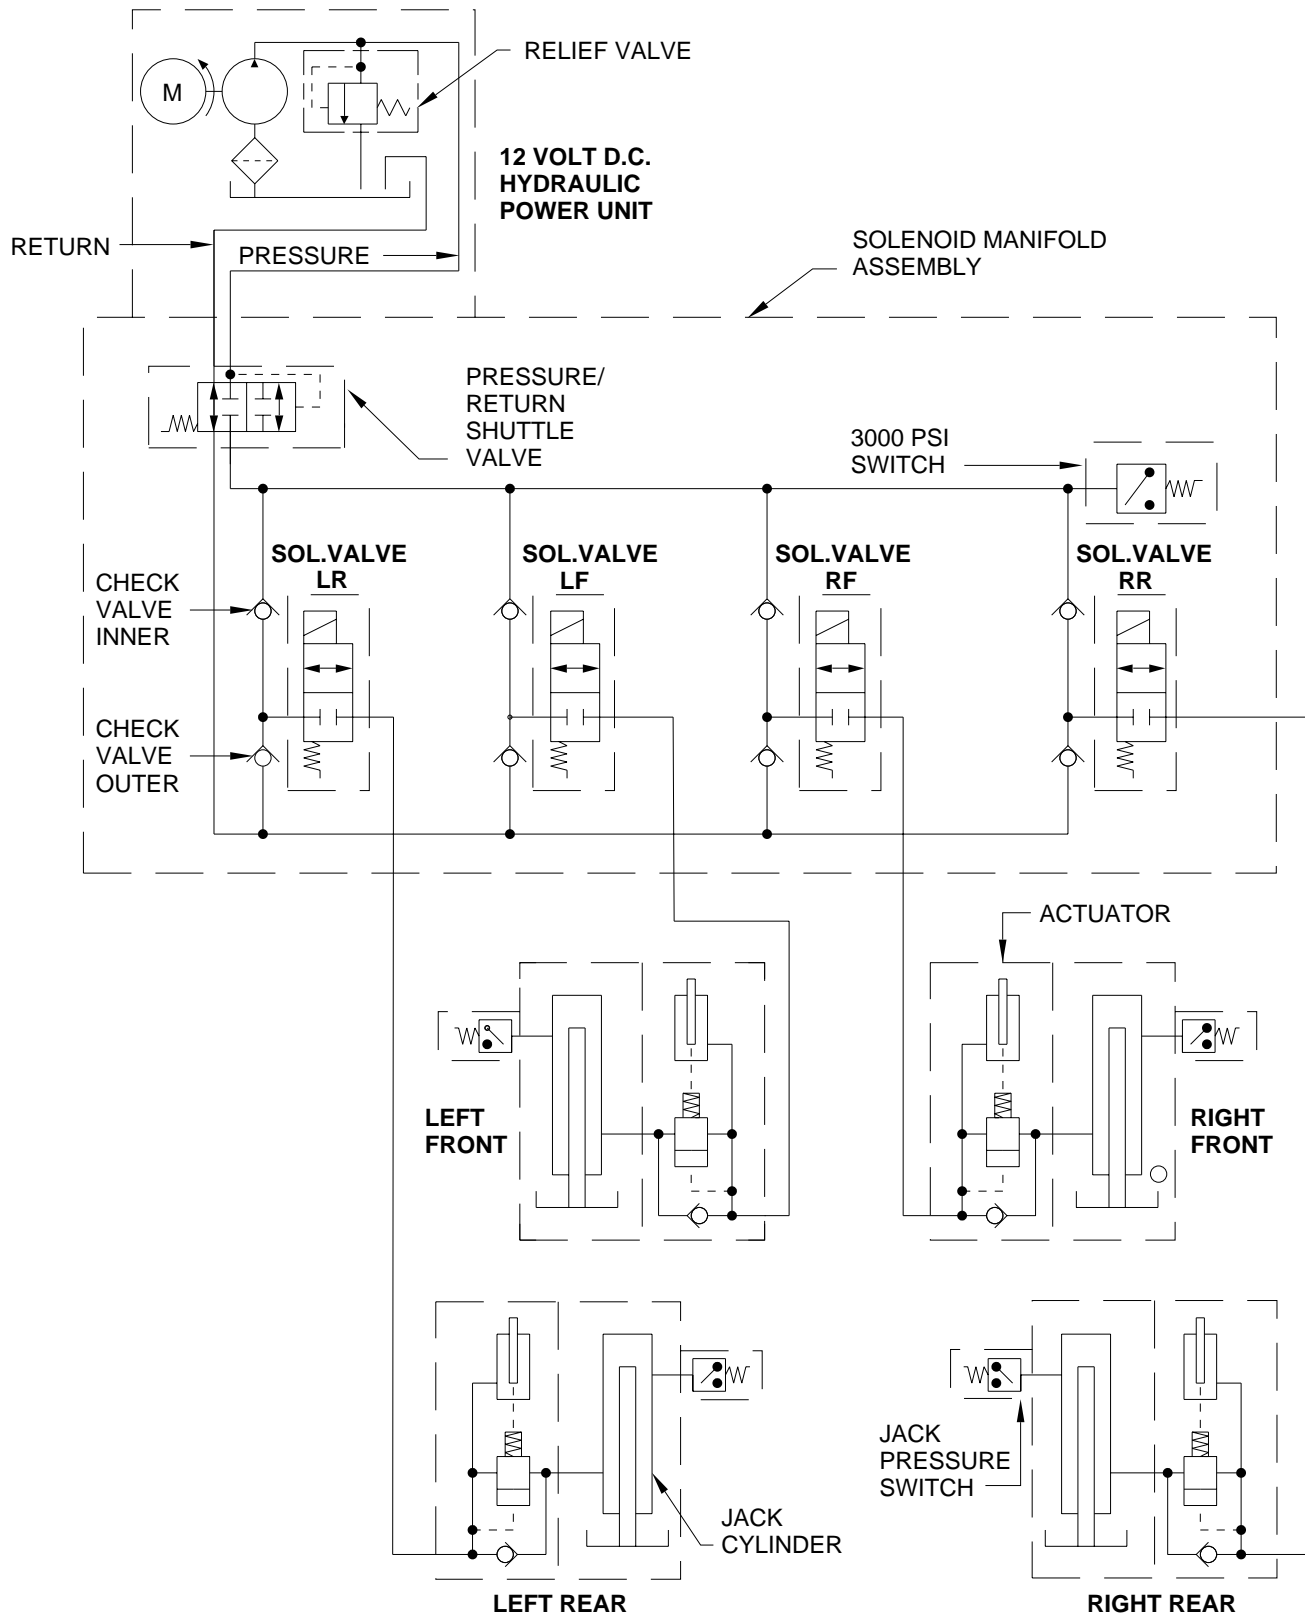 RELIEF VALVE
M
12 VOLT D.C.
HYDRAULIC
POWER UNIT
RETURN
PRESSURE
SOLENOID MANIFOLD
ASSEMBLY
PRESSURE/
RETURN
SHUTTLE
VALVE
3000 PSI
SWITCH
SOL.VALVE
LR
SOL.VALVE
LF
SOL.VALVE
RF
SOL.VALVE
RR
CHECK
VALVE
INNER
CHECK
VALVE
OUTER
ACTUATOR
LEFT
FRONT
RIGHT
FRONT
JACK
PRESSURE
SWITCH
JACK
CYLINDER
LEFT REAR
RIGHT REAR